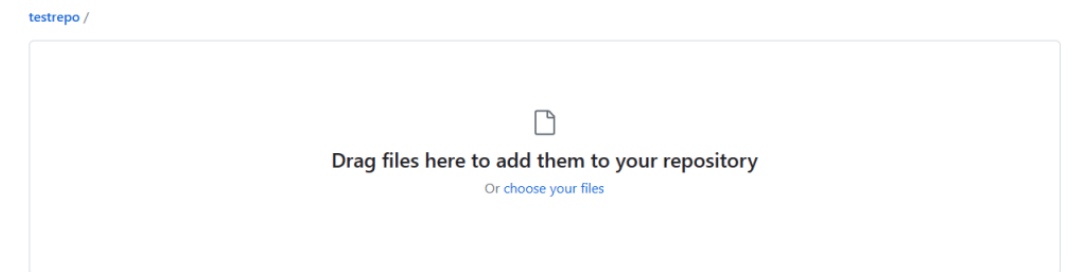 testrepo /
Drag files here to add them to your repository
Or choose your files